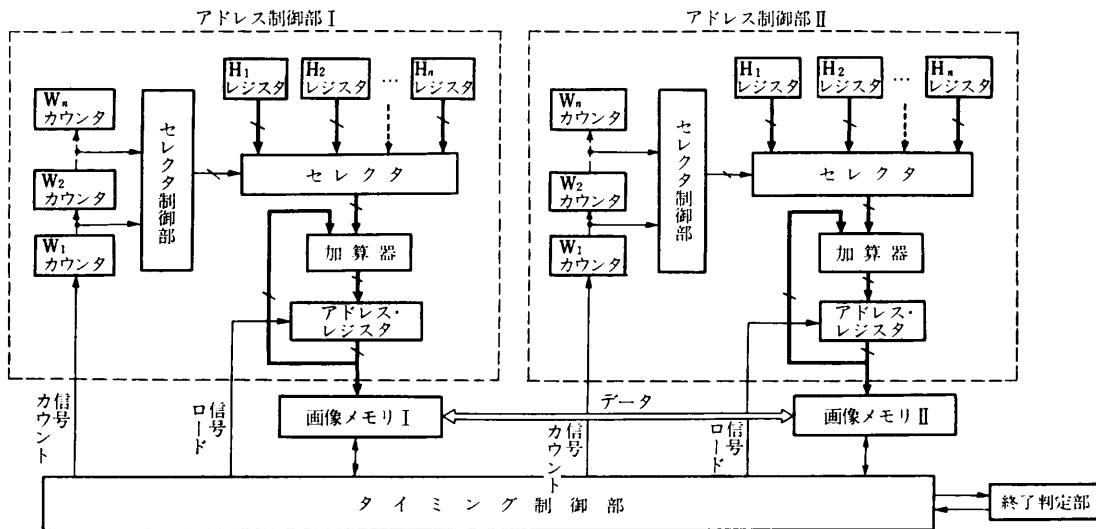 アドレス制御部Ⅰ
H1
レジスタ
H2
レジスタ
…
Hn
レジスタ
Wn
カウンタ
W2
カウンタ
W1
カウンタ
セレクタ制御部
セレクタ
加算器
アドレス・
レジスタ
カウント
信号
ロード
信号
画像メモリⅠ
アドレス制御部Ⅱ
H1
レジスタ
H2
レジスタ
…
Hn
レジスタ
Wn
カウンタ
W2
カウンタ
W1
カウンタ
セレクタ制御部
セレクタ
加算器
アドレス・
レジスタ
データ
カウント
信号
ロード
信号
画像メモリⅡ
タイミング制御部
終了判定部